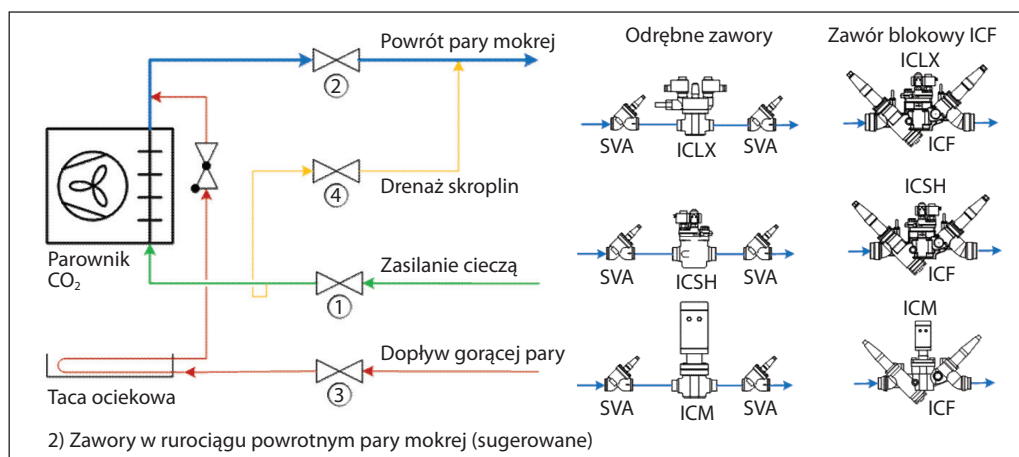 Powrót pary mokrej
2
Drenaż skroplin
4
Parownik
CO₂
Zasilanie cieczą
1
Dopływ gorącej pary
3
Taca ociekowa
2) Zawory w rurociągu powrotnym pary mokrej (sugerowane)
Odrębne zawory
SVA
ICLX
SVA
SVA
ICSH
SVA
SVA
ICM
SVA
Zawór blokowy ICF
ICLX
ICF
ICSH
ICF
ICM
ICF